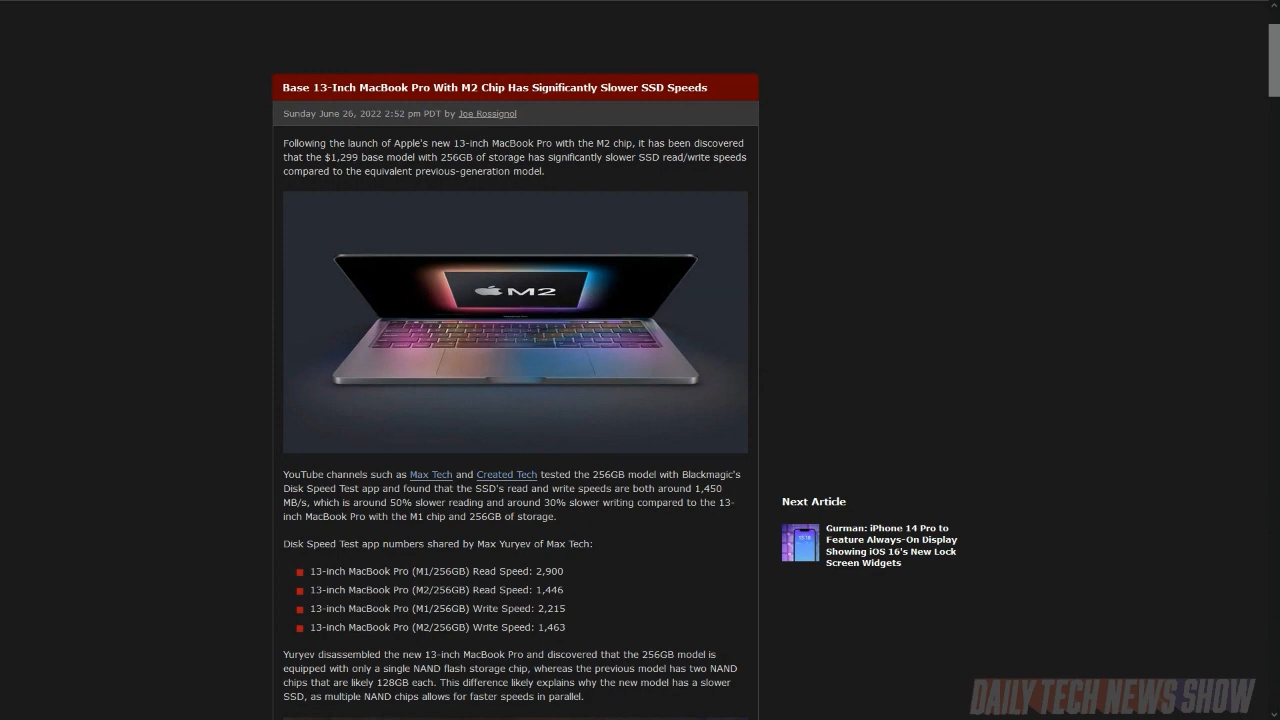 Base 13-Inch MacBook Pro With M2 Chip Has Significantly Slower SSD Speeds
Sunday June 26, 2022 2:52 pm PDT by Joe Rossignol
Following the launch of Apple's new 13-inch MacBook Pro with the M2 chip, it has been discovered
that the $1,299 base model with 256GB of storage has significantly slower SSD read/write speeds
compared to the equivalent previous-generation model.
M2
YouTube channels such as Max Tech and Created Tech tested the 256GB model with Blackmagic's
Disk Speed Test app and found that the SSD's read and write speeds are both around 1,450
MB/s, which is around 50% slower reading and around 30% slower writing compared to the 13-
inch MacBook Pro with the M1 chip and 256GB of storage.
Disk Speed Test app numbers shared by Max Yuryev of Max Tech:
13-inch MacBook Pro (M1/256GB) Read Speed: 2,900
13-inch MacBook Pro (M2/256GB) Read Speed: 1,446
13-inch MacBook Pro (M1/256GB) Write Speed: 2,215
13-inch MacBook Pro (M2/256GB) Write Speed: 1,463
Yuryev disassembled the new 13-inch MacBook Pro and discovered that the 256GB model is
equipped with only a single NAND flash storage chip, whereas the previous model has two NAND
chips that are likely 128GB each. This difference likely explains why the new model has a slower
SSD, as multiple NAND chips allows for faster speeds in parallel.
Next Article
Gurman: iPhone 14 Pro to
Feature Always-On Display
Showing iOS 16's New Lock
Screen Widgets
DAILY TECH NEWS SHOW